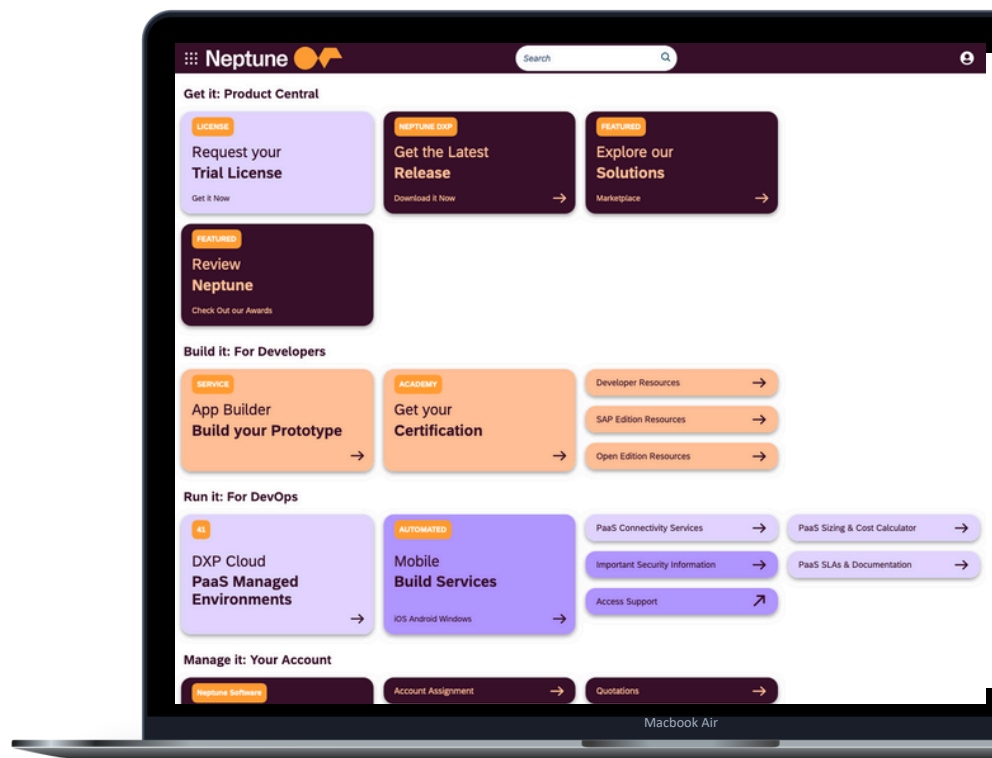 Neptune
Search
Get it: Product Central
LICENSE
Request your
Trial License
Get it Now
NEPTUNE DXP
Get the Latest
Release
Download it Now
FEATURED
Explore our
Solutions
Marketplace
FEATURED
Review
Neptune
Check Out our Awards
Build it: For Developers
SERVICE
App Builder
Build your Prototype
ACADEMY
Get your
Certification
Developer Resources
SAP Edition Resources
Open Edition Resources
Run it: For DevOps
41
DXP Cloud
PaaS Managed
Environments
AUTOMATED
Mobile
Build Services
iOS Android Windows
PaaS Connectivity Services
Important Security Information
Access Support
PaaS Sizing & Cost Calculator
PaaS SLAs & Documentation
Manage it: Your Account
Neptune Software
Account Assignment
Quotations
Macbook Air